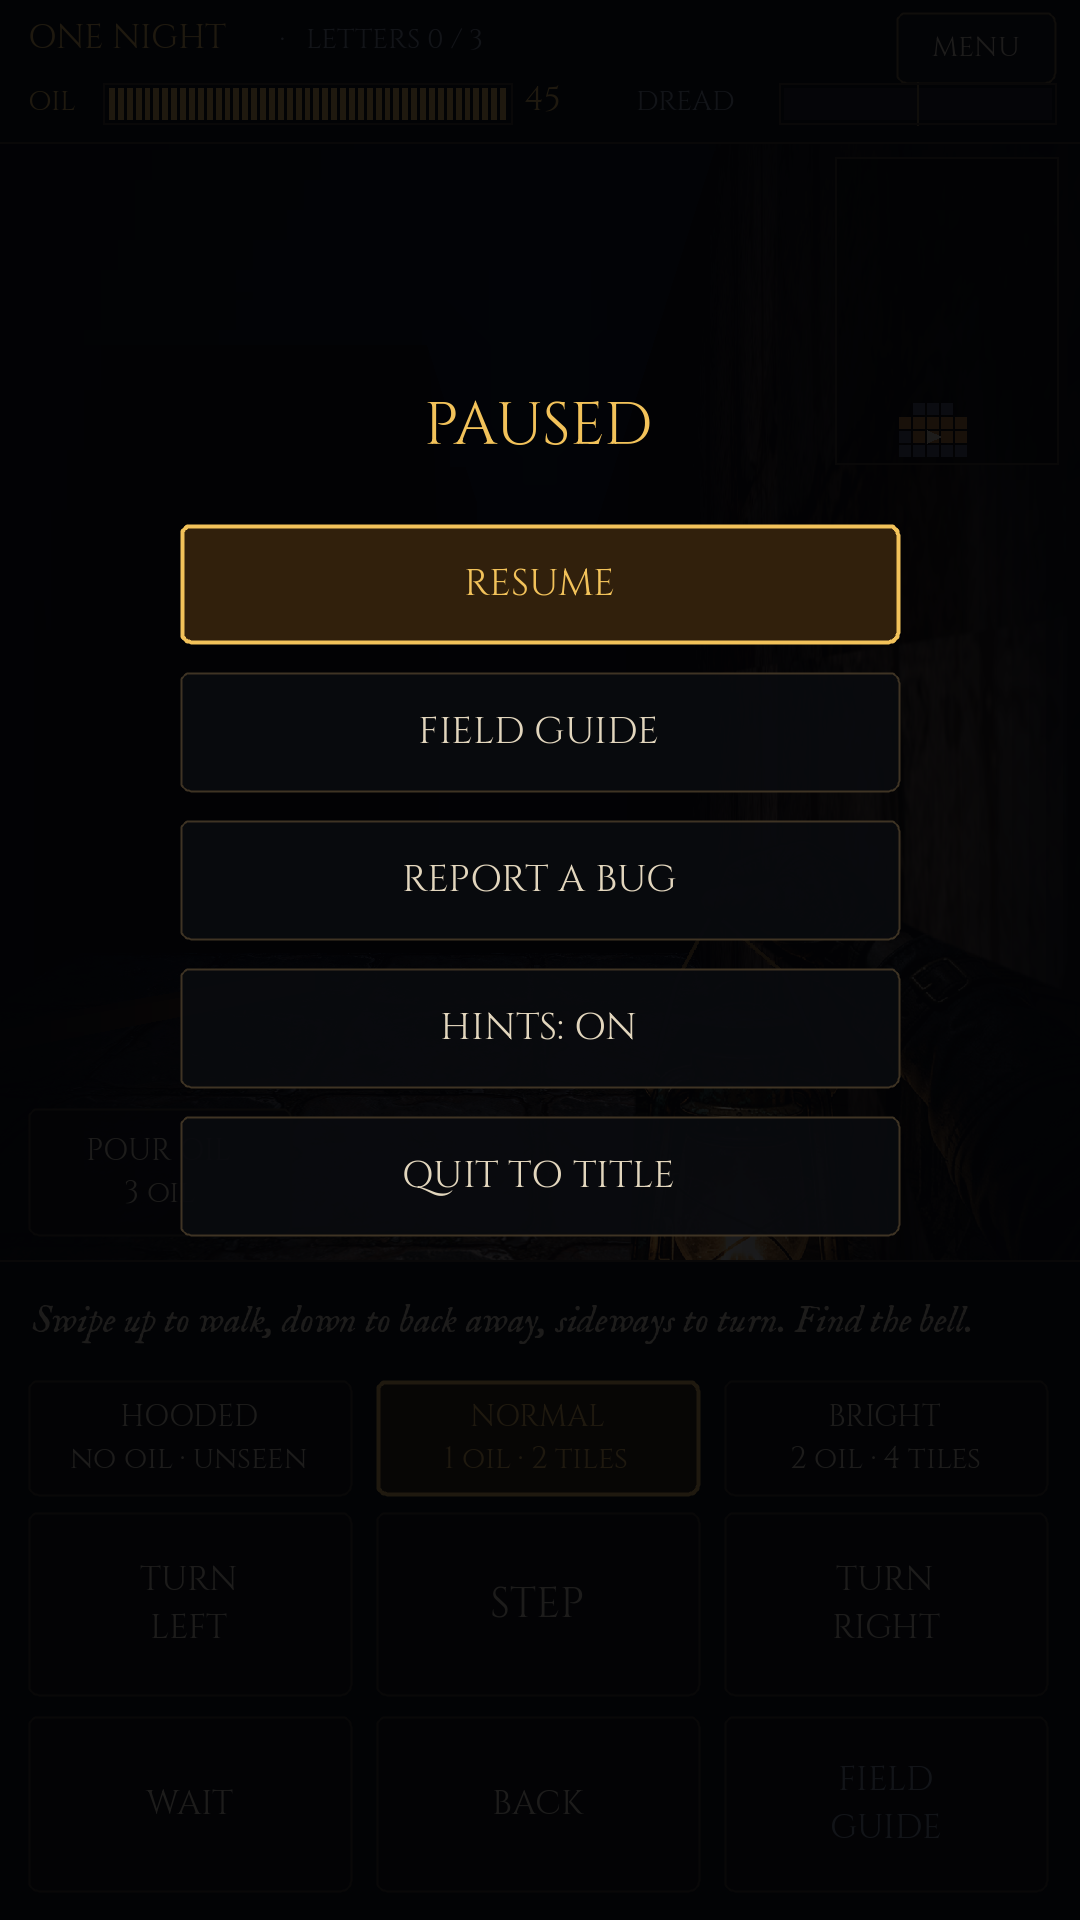 ONE NIGHT · LETTERS 0 / 3
MENU
OIL 45 DREAD
PAUSED
RESUME
FIELD GUIDE
REPORT A BUG
HINTS: ON
POUR
3 OI
QUIT TO TITLE
Swipe up to walk, down to back away, sideways to turn. Find the bell.
HOODED
NO OIL · UNSEEN
NORMAL
1 OIL · 2 TILES
BRIGHT
2 OIL · 4 TILES
TURN
LEFT
STEP
TURN
RIGHT
WAIT
BACK
FIELD
GUIDE